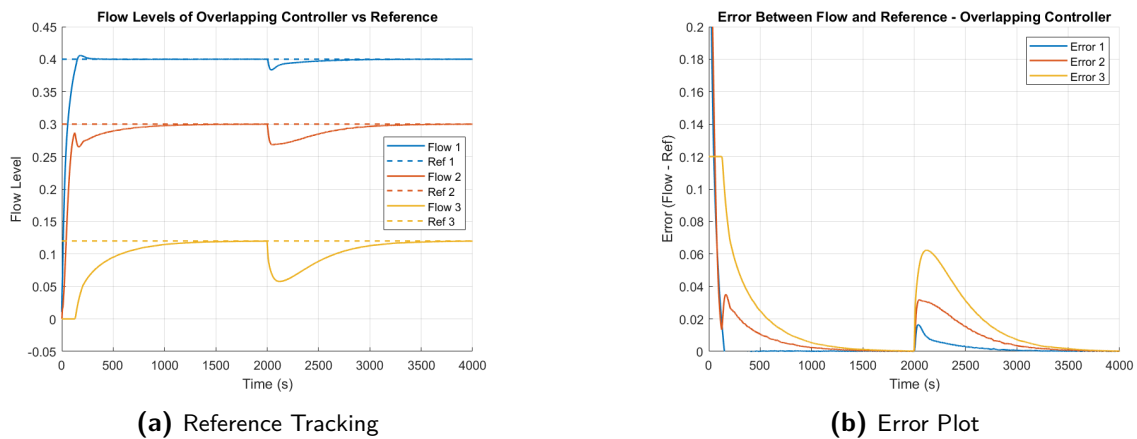 Flow Levels of Overlapping Controller vs Reference
0.45
0.4
0.35
0.3
0.25
0.2
0.15
0.1
0.05
0
-0.05
Flow Level
Flow 1
Ref 1
Flow 2
Ref 2
Flow 3
Ref 3
0 500 1000 1500 2000 2500 3000 3500 4000
Time (s)
(a) Reference Tracking
Error Between Flow and Reference - Overlapping Controller
0.2
0.18
0.16
0.14
0.12
0.1
0.08
0.06
0.04
0.02
0
Error (Flow - Ref)
Error 1
Error 2
Error 3
0 500 1000 1500 2000 2500 3000 3500 4000
Time (s)
(b) Error Plot